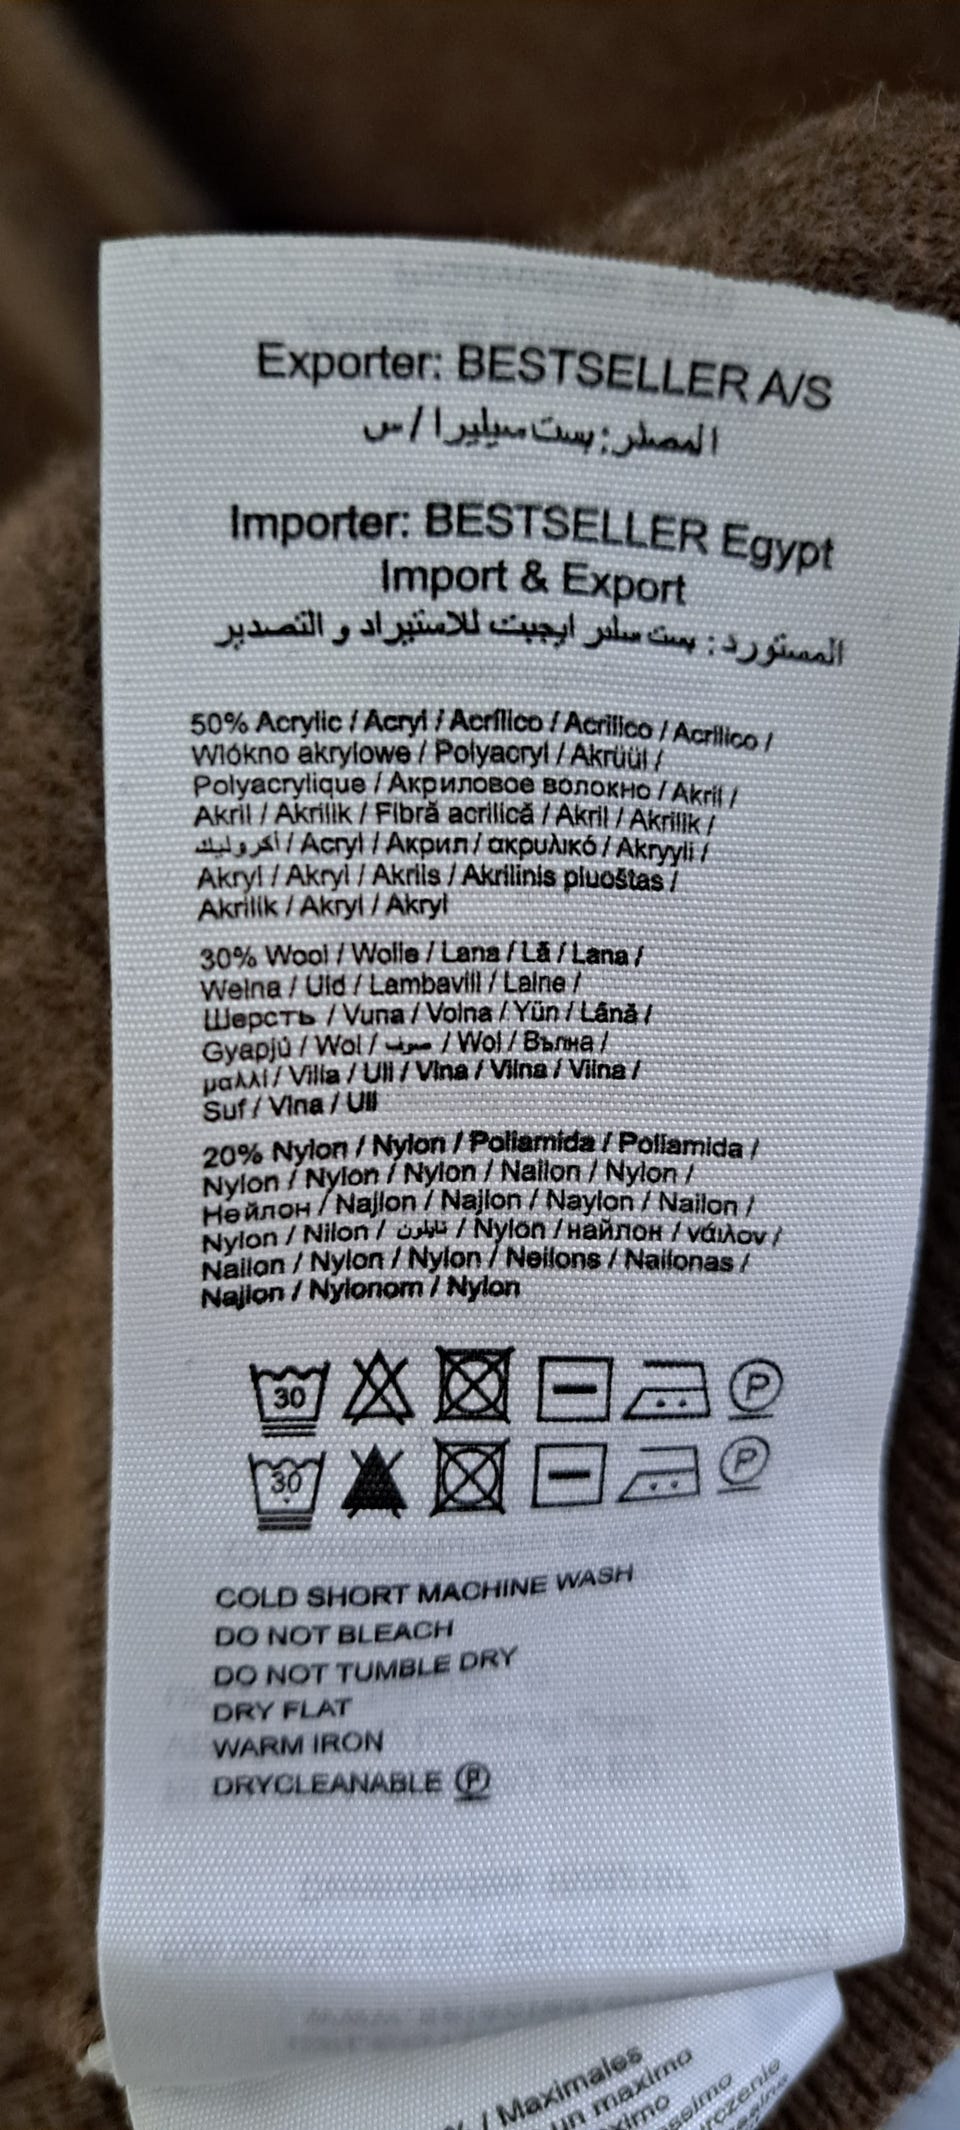 Exporter: BESTSELLER A/S
المصدر: بست سيليرا / س
Importer: BESTSELLER Egypt
Import & Export
المستورد: بست سلر ايجيبت للاستيراد و التصدير
50% Acrylic / Acryl / Acrílico / Acrilico / Acrílico /
Włókno akrylowe / Polyacryl / Akrüül /
Polyacrylique / Акриловое волокно / Akril /
Akril / Akrilik / Fibră acrilică / Akril / Akrilik /
أكروليك / Acryl / Акрил / ακρυλικό / Akryyli /
Akryl / Akryl / Akrils / Akrilinis pluoštas /
Akrilik / Akryl / Akryl
30% Wool / Wolle / Lana / Lã / Lana /
Wełna / Uld / Lambavill / Laine /
Шерсть / Vuna / Volna / Yün / Lână /
Gyapjú / Wol / صوف / Wol / Вълна /
μαλλί / Villa / Ull / Vlna / Vilna / Vilna /
Suf / Vlna / Ull
20% Nylon / Nylon / Poliamida / Poliamida /
Nylon / Nylon / Nylon / Nailon / Nylon /
Нейлон / Najlon / Najlon / Naylon / Nailon /
Nylon / Nilon / نايلون / Nylon / найлон / νάιλον /
Nailon / Nylon / Nylon / Neilons / Nailonas /
Najlon / Nylonom / Nylon
30 P
30 P
COLD SHORT MACHINE WASH
DO NOT BLEACH
DO NOT TUMBLE DRY
DRY FLAT
WARM IRON
DRYCLEANABLE P
/ Maximales
un maximo